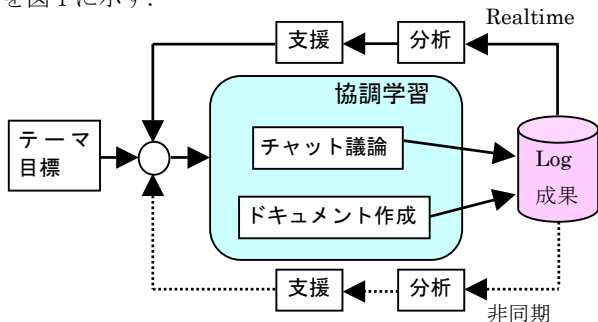 を図1に示す.
Realtime
支援
分析
協調学習
テーマ
目標
チャット議論
Log
成果
ドキュメント作成
支援
分析
非同期